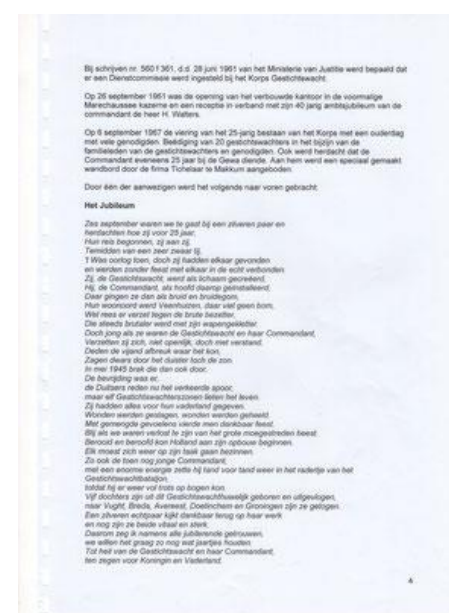 Bij schrijven nr. 560 f 361, d.d. 28 juni 1961 van het Ministerie van Justitie werd bepaald dat
er een Dienstcommissie werd ingesteld bij het Korps Gestichtswacht.
Op 26 september 1961 was de opening van het verbouwde kantoor in de voormalige
Marechaussee kazerne en een receptie in verband met zijn 40 jarig ambtsjubileum van de
commandant de heer H. Walters.
Op 6 september 1967 de viering van het 25-jarig bestaan van het Korps met een ouderdag
met vele genodigden. Beëdiging van 20 gestichtswachters in het bijzijn van de
familieleden van de gestichtswachters en genodigden. Ook werd herdacht dat de
Commandant eveneens 25 jaar bij de Gewa diende. Aan hem werd een speciaal gemaakt
wandbord door de firma Tichelaar te Makkum aangeboden.
Door één der aanwezigen werd het volgende naar voren gebracht:
Het Jubileum
Zes september waren we te gast bij een zilveren paar en
herdachten hoe zij voor 25 jaar,
Hun reis begonnen, zij aan zij,
Temidden van een zeer zwaar tij,
't Was oorlog toen, doch zij hadden elkaar gevonden
en werden zonder feest met elkaar in de echt verbonden.
Zij, de Gestichtswacht, werd als lichaam gecreëerd,
Hij, de Commandant, als hoofd daarop geïnstalleerd,
Daar gingen ze dan als bruid en bruidegom,
Hun woonoord werd Veenhuizen, daar viel geen bom,
Wel rees er verzet tegen de brute bezetter,
Die steeds brutaler werd met zijn wapengekletter.
Doch jong als ze waren de Gestichtswacht en haar Commandant,
Verzetten zij zich, niet openlijk, doch met verstand.
Deden de vijand afbreuk waar het kon,
Zagen dwars door het duister toch de zon.
In mei 1945 brak die dan ook door.
De bevrijding was er,
de Duitsers reden nu het verkeerde spoor,
maar elf Gestichtswachterszonen lieten het leven.
Zij hadden alles voor hun vaderland gegeven.
Wonden werden geslagen, wonden werden geheeld.
Met gemengde gevoelens vierde men dankbaar feest.
Blij als we waren verlost te zijn van het grote moegestreden beest.
Berooid en beroofd kon Holland aan zijn opbouw beginnen.
Elk moest zich weer op zijn taak gaan bezinnen.
Zo ook de toen nog jonge Commandant,
met een enorme energie zette hij tand voor tand weer in het radertje van het
Gestichtswachtbataljon,
totdat hij er weer vol trots op bogen kon.
Vijf dochters zijn uit dit Gestichtswachthuwelijk geboren en uitgevlogen,
naar Vught, Breda, Avereest, Doetinchem en Groningen zijn ze getogen.
Een zilveren echtpaar kijkt dankbaar terug op haar werk
en nog zijn ze beide vitaal en sterk.
Daarom zeg ik namens alle jubilerende getrouwen,
we willen het graag zo nog wat jaartjes houden.
Tot heil van de Gestichtswacht en haar Commandant,
ten zegen voor Koningin en Vaderland.
4